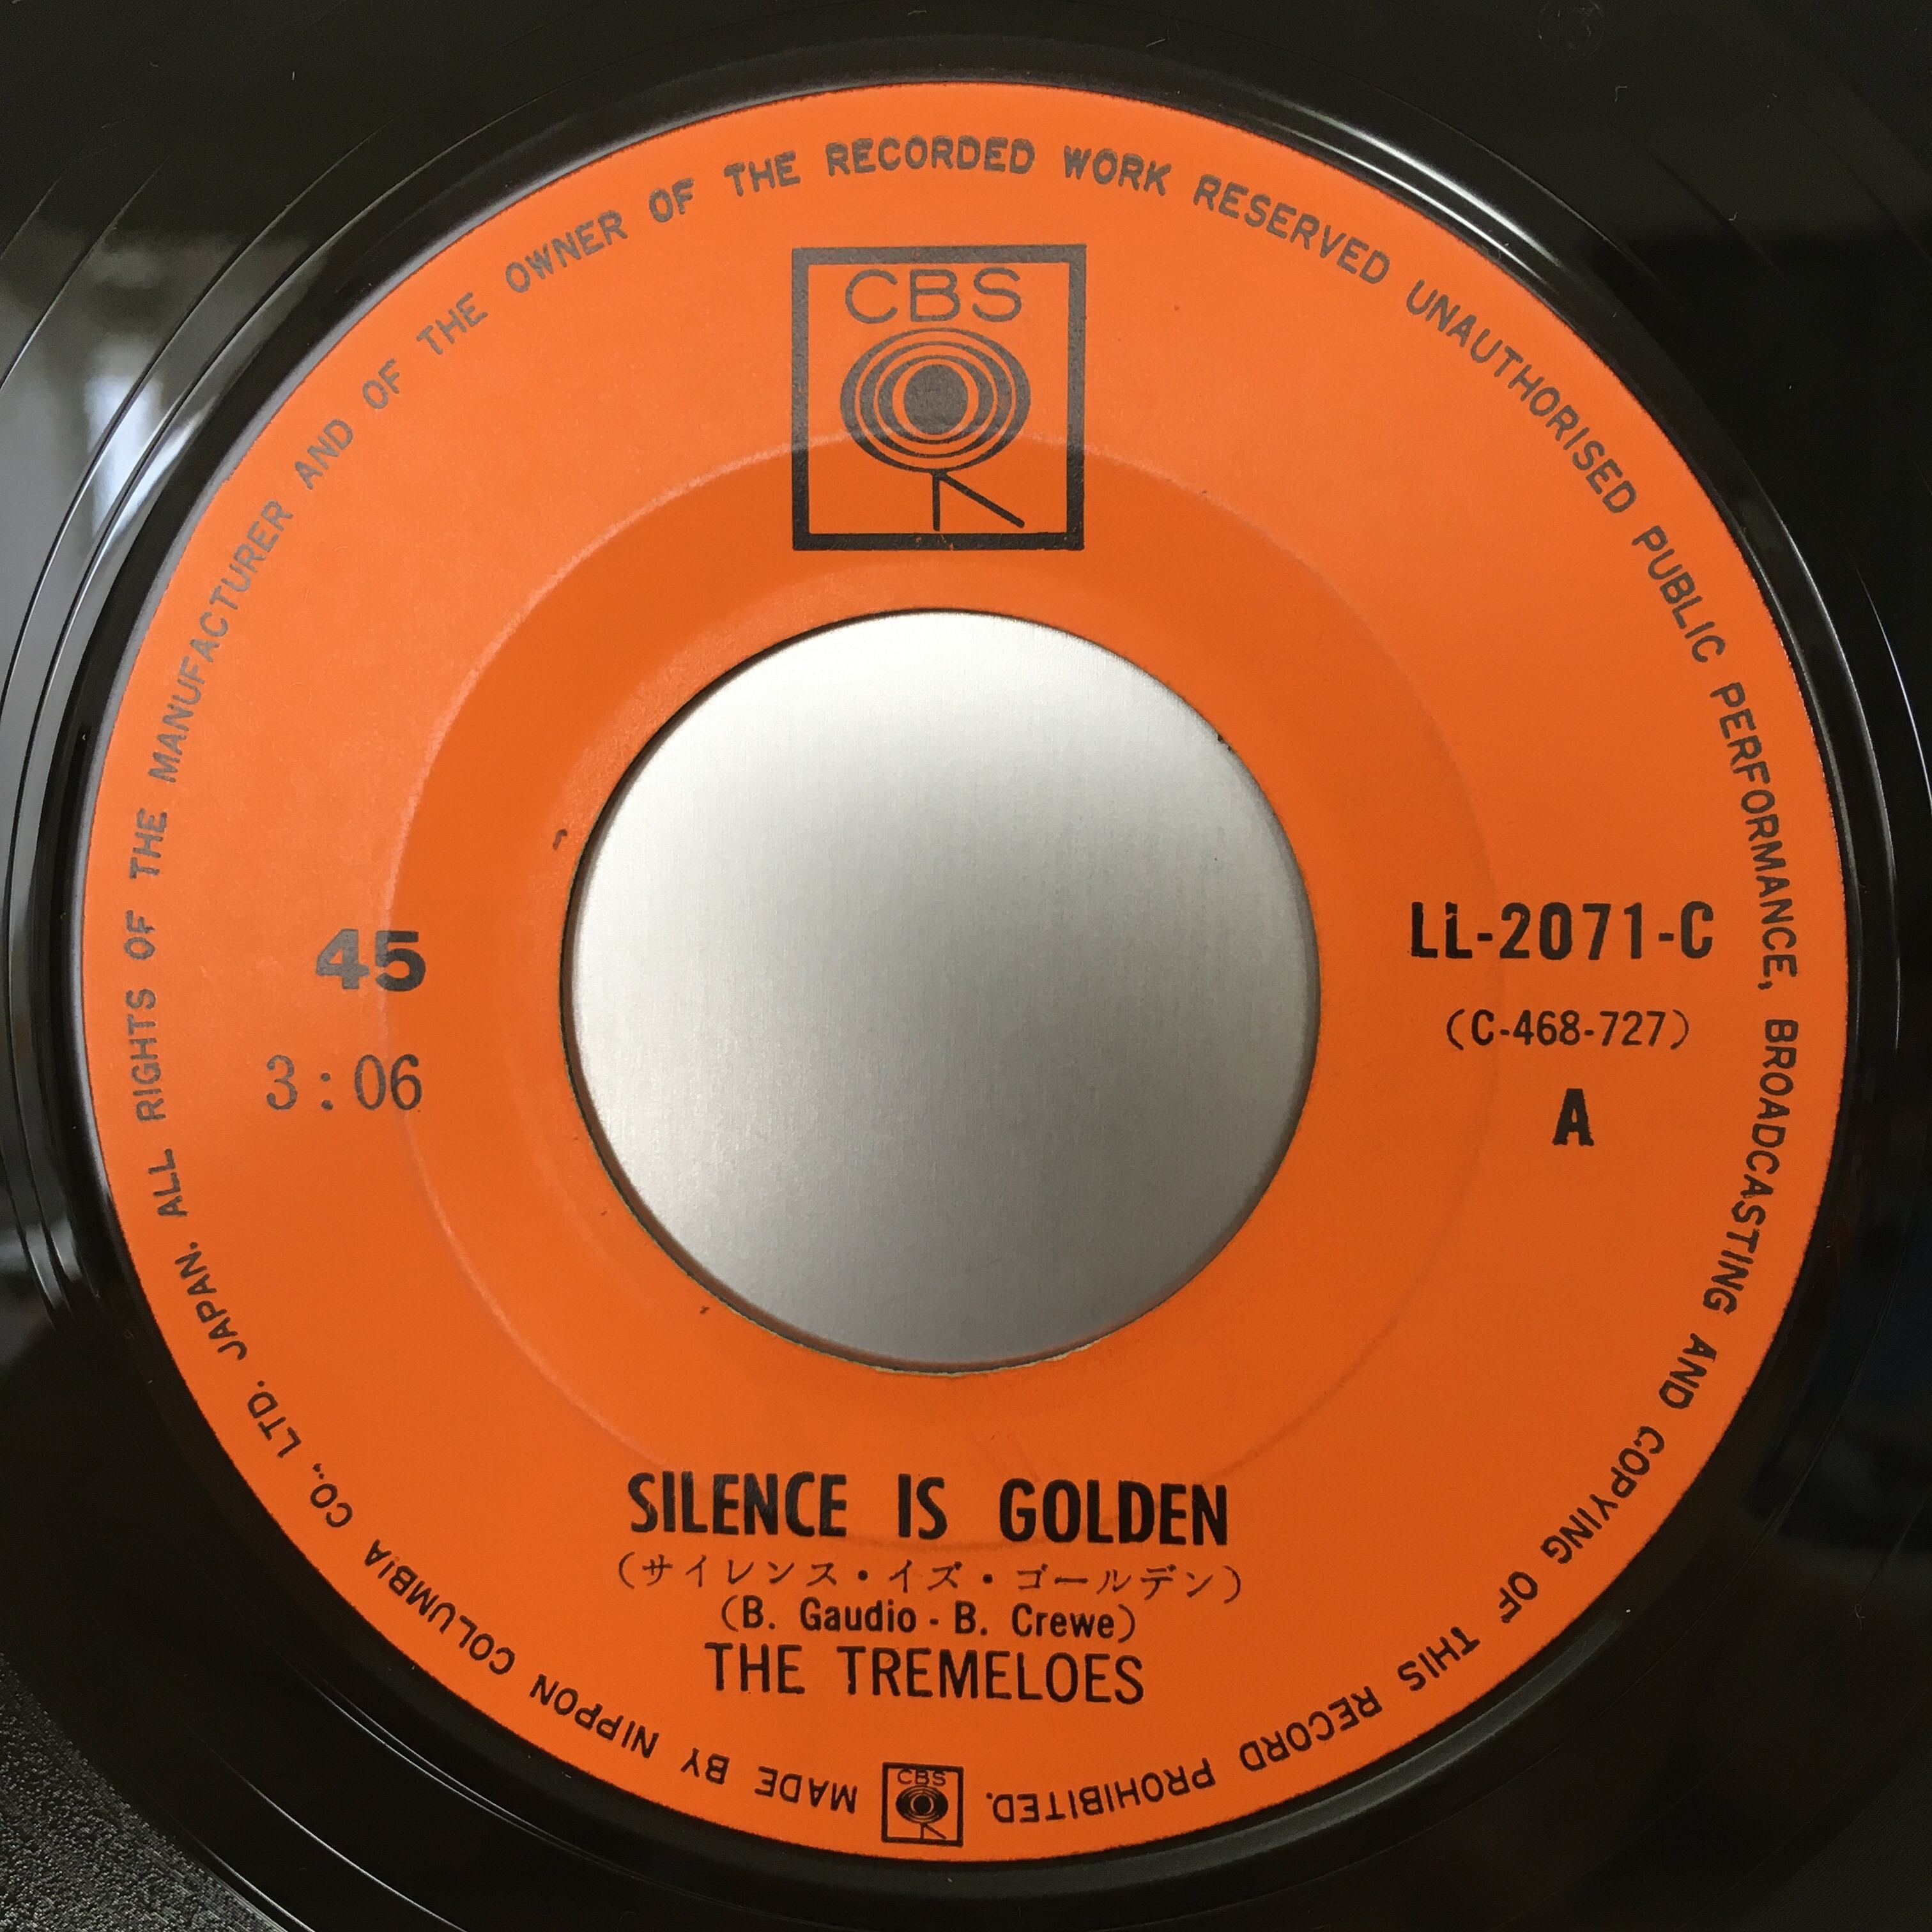 MADE BY NIPPON COLUMBIA CO., LTD. JAPAN. ALL RIGHTS OF THE MANUFACTURER AND OF THE OWNER OF THE RECORDED WORK RESERVED UNAUTHORISED PUBLIC PERFORMANCE, BROADCASTING AND COPYING OF THIS RECORD PROHIBITED.
CBS
45
3:06
LL-2071-C
(C-468-727)
A
SILENCE IS GOLDEN
(サイレンス・イズ・ゴールデン)
(B. Gaudio - B. Crewe)
THE TREMELOES
CBS